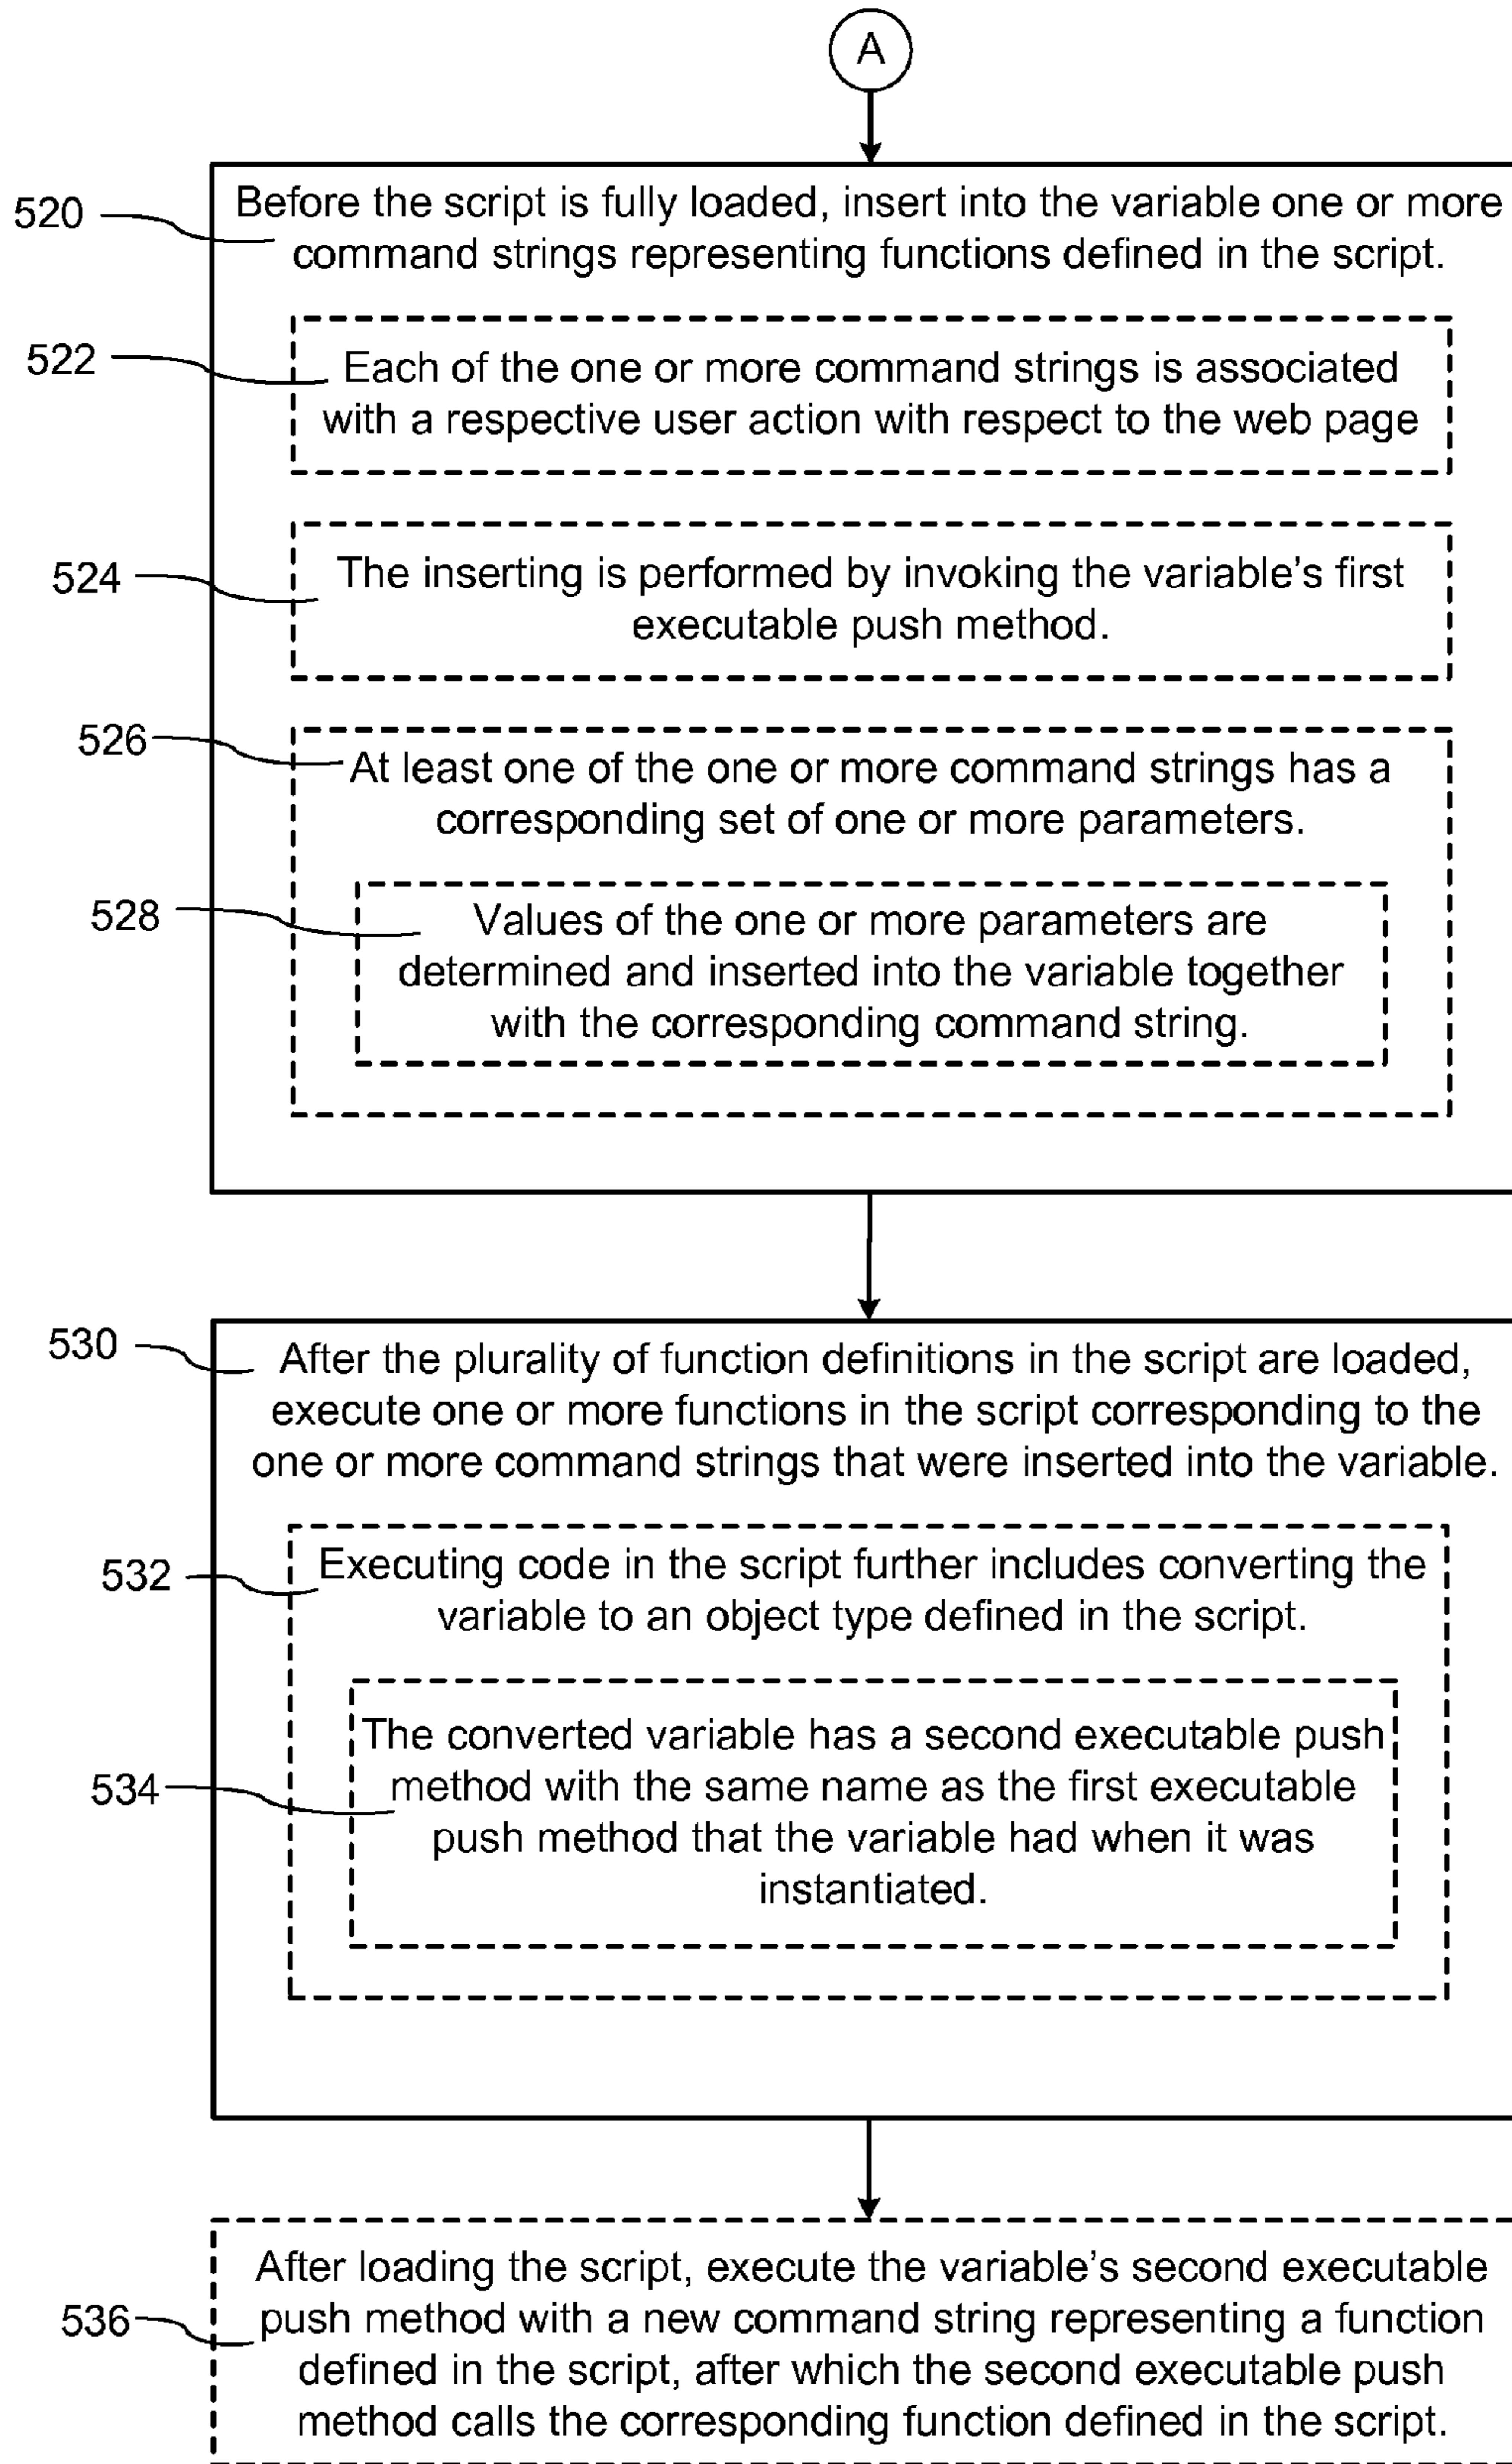 A
520
Before the script is fully loaded, insert into the variable one or more
command strings representing functions defined in the script.
522
Each of the one or more command strings is associated
with a respective user action with respect to the web page
524
The inserting is performed by invoking the variable's first
executable push method.
526
At least one of the one or more command strings has a
corresponding set of one or more parameters.
528
Values of the one or more parameters are
determined and inserted into the variable together
with the corresponding command string.
530
After the plurality of function definitions in the script are loaded,
execute one or more functions in the script corresponding to the
one or more command strings that were inserted into the variable.
532
Executing code in the script further includes converting the
variable to an object type defined in the script.
534
The converted variable has a second executable push
method with the same name as the first executable
push method that the variable had when it was
instantiated.
536
After loading the script, execute the variable's second executable
push method with a new command string representing a function
defined in the script, after which the second executable push
method calls the corresponding function defined in the script.